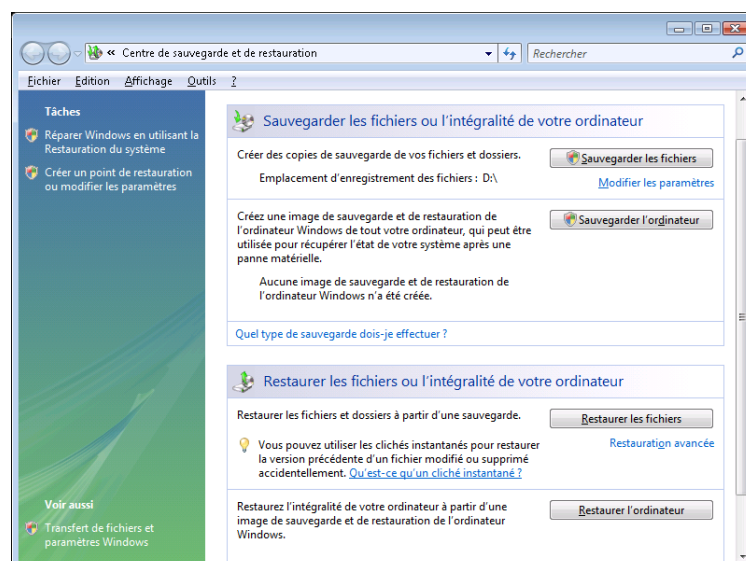 « Centre de sauvegarde et de restauration
Rechercher
Fichier Edition Affichage Outils ?
Tâches
Réparer Windows en utilisant la
Restauration du système
Créer un point de restauration
ou modifier les paramètres
Sauvegarder les fichiers ou l'intégralité de votre ordinateur
Créer des copies de sauvegarde de vos fichiers et dossiers.
Sauvegarder les fichiers
Emplacement d'enregistrement des fichiers : D:\
Modifier les paramètres
Créez une image de sauvegarde et de restauration de
l'ordinateur Windows de tout votre ordinateur, qui peut être
utilisée pour récupérer l'état de votre système après une
panne matérielle.
Sauvegarder l'ordinateur
Aucune image de sauvegarde et de restauration de
l'ordinateur Windows n'a été créée.
Quel type de sauvegarde dois-je effectuer ?
Restaurer les fichiers ou l'intégralité de votre ordinateur
Restaurer les fichiers et dossiers à partir d'une sauvegarde.
Restaurer les fichiers
Vous pouvez utiliser les clichés instantanés pour restaurer
la version précédente d'un fichier modifié ou supprimé
accidentellement. Qu'est-ce qu'un cliché instantané ?
Restauration avancée
Restaurez l'intégralité de votre ordinateur à partir d'une
image de sauvegarde et de restauration de l'ordinateur
Windows.
Restaurer l'ordinateur
Voir aussi
Transfert de fichiers et
paramètres Windows